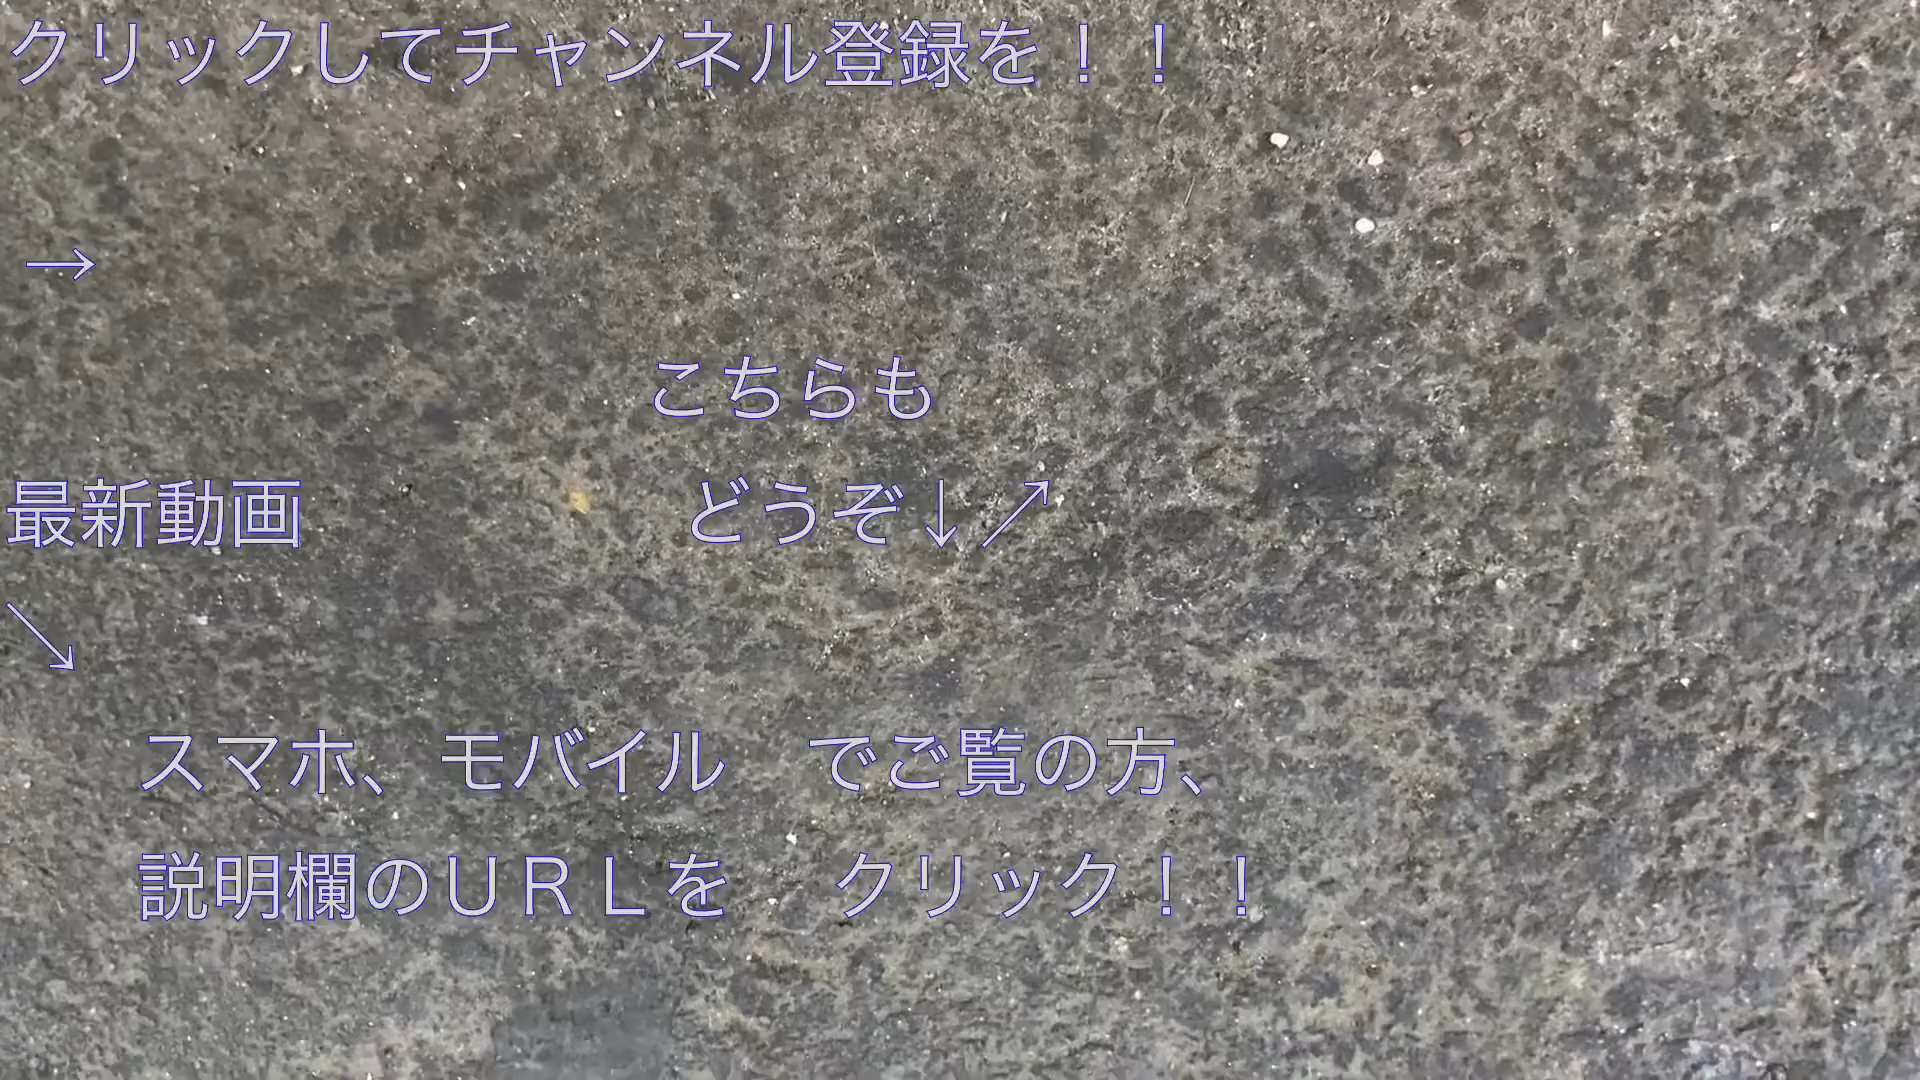 クリックしてチャンネル登録を！！
→
こちらも
最新動画
どうぞ↓↗
↘
スマホ、モバイル　でご覧の方、
説明欄のＵＲＬを　クリック！！